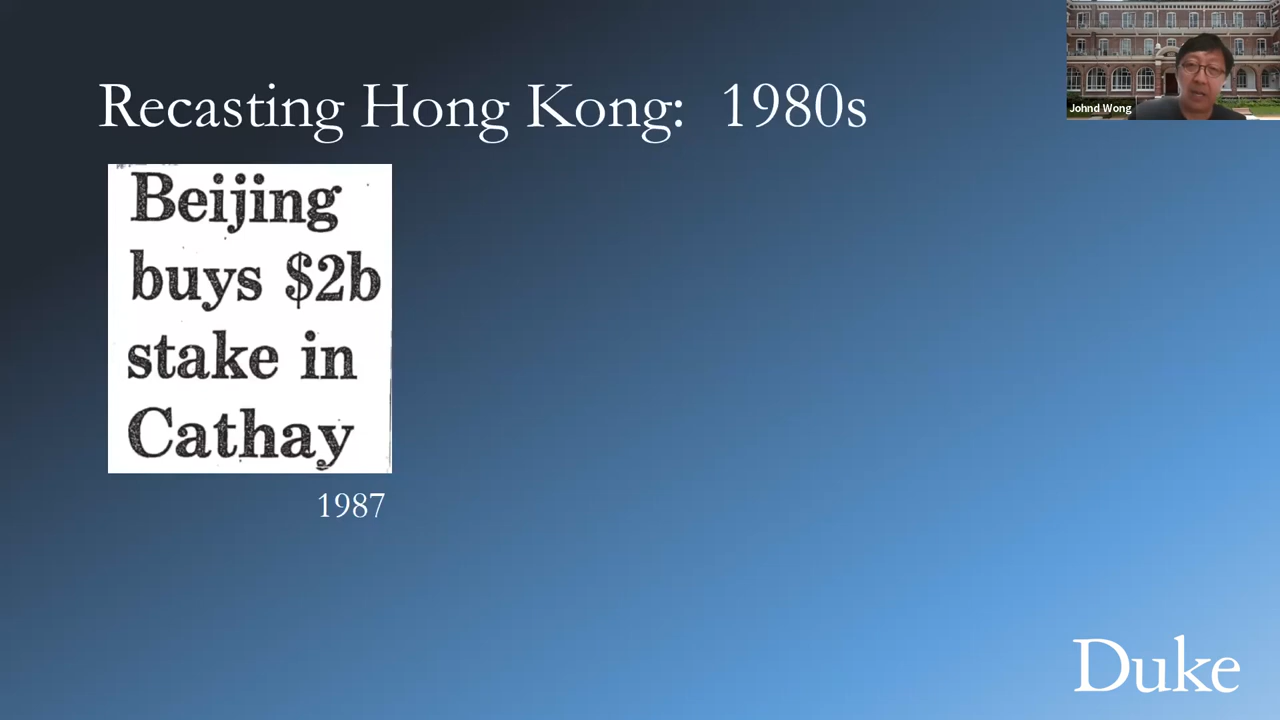 Recasting Hong Kong: 1980s
Johnd Wong
Beijing
buys $2b
stake in
Cathay
1987
Duke